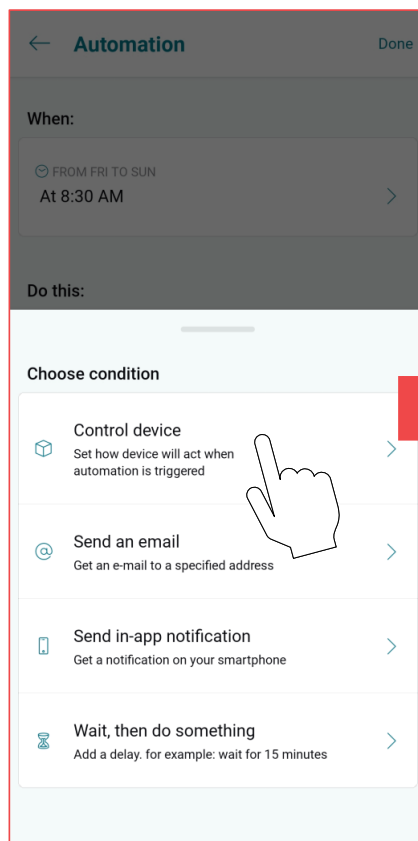 Automation
Done
When:
FROM FRI TO SUN
At 8:30 AM
Do this:
Choose condition
Control device
Set how device will act when
automation is triggered
Send an email
Get an e-mail to a specified address
Send in-app notification
Get a notification on your smartphone
Wait, then do something
Add a delay. for example: wait for 15 minutes